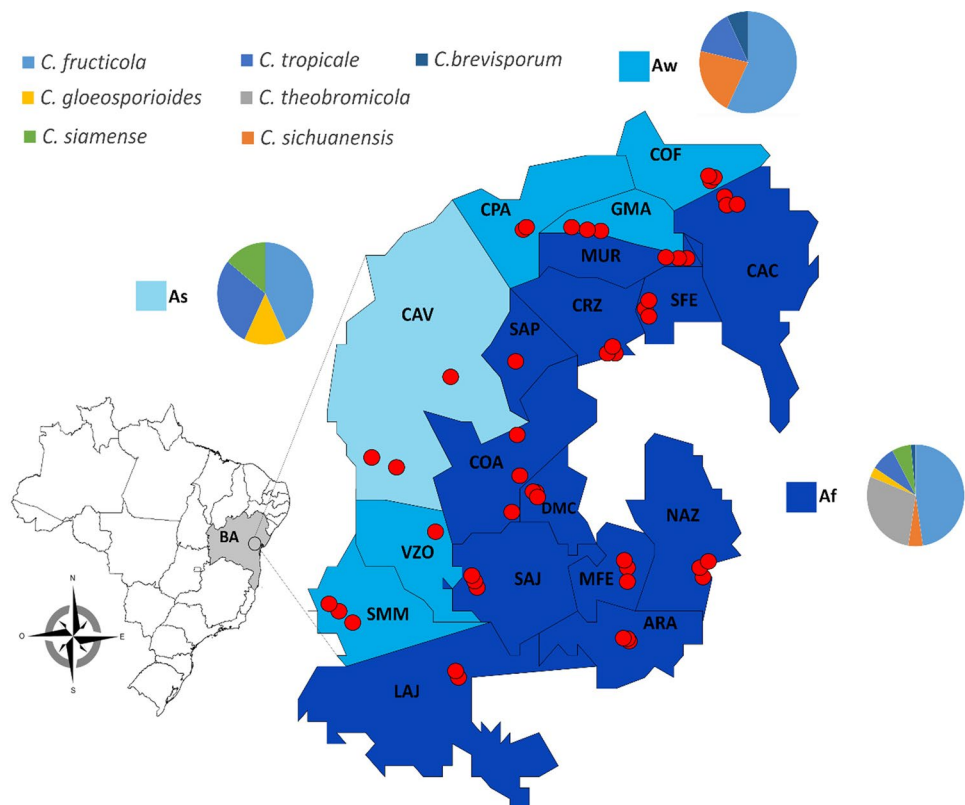 C. fructicola
C. tropicale
C.brevisporum
C. gloeosporioides
C. theobromicola
C. siamense
C. sichuanensis
Aw
COF
CPA
GMA
MUR
CAC
As
CAV
SAP
CRZ
SFE
COA
DMC
NAZ
Af
BA
VZO
SAJ
MFE
SMM
ARA
LAJ
N
O
E
S